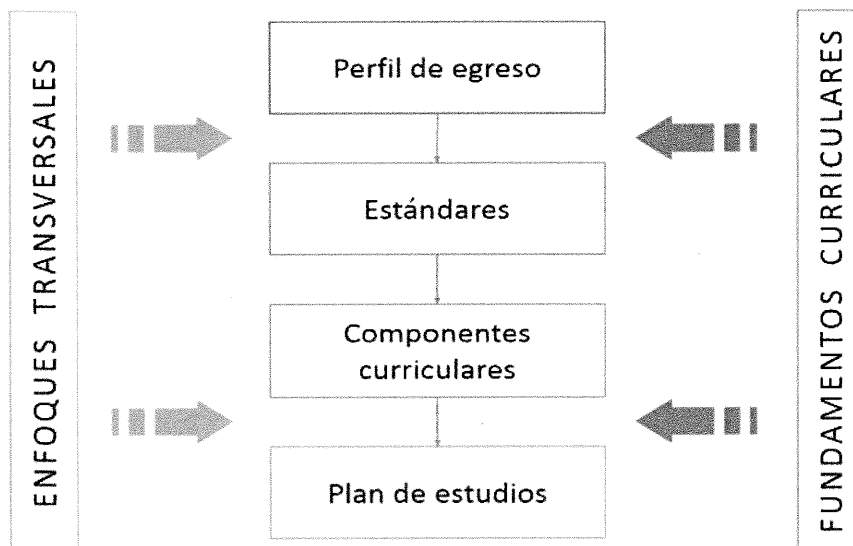 ENFOQUES TRANSVERSALES
Perfil de egreso
Estándares
Componentes
curriculares
Plan de estudios
FUNDAMENTOS CURRICULARES